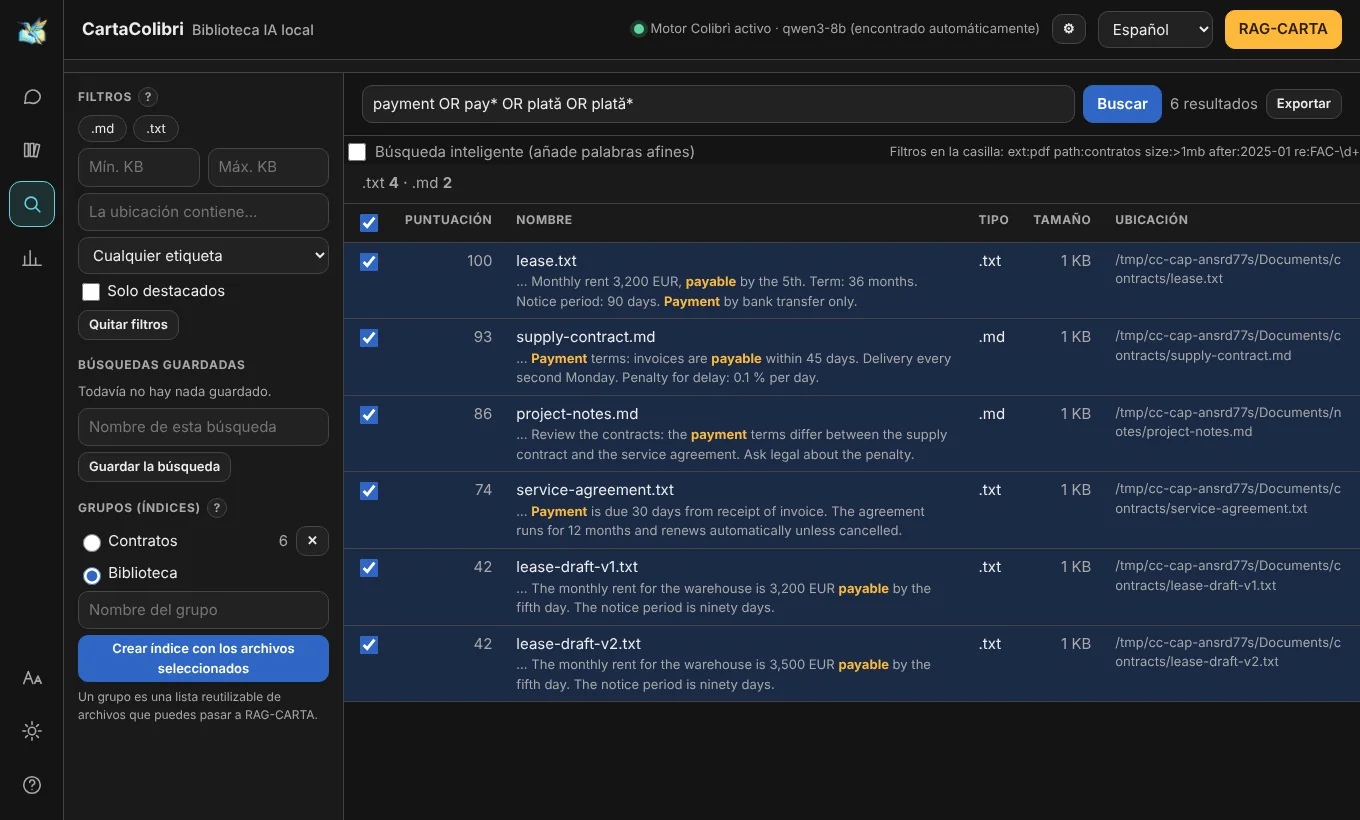 CartaColibri Biblioteca IA local
Motor Colibrì activo · qwen3-8b (encontrado automáticamente)
⚙
Español
RAG-CARTA
FILTROS ?
.md
.txt
Mín. KB
Máx. KB
La ubicación contiene...
Cualquier etiqueta
Solo destacados
Quitar filtros
BÚSQUEDAS GUARDADAS
Todavía no hay nada guardado.
Nombre de esta búsqueda
Guardar la búsqueda
GRUPOS (ÍNDICES) ?
Contratos 6 ✕
Biblioteca
Nombre del grupo
Crear índice con los archivos
seleccionados
Un grupo es una lista reutilizable de
archivos que puedes pasar a RAG-CARTA.
AA
payment OR pay* OR plată OR plată*
Buscar
6 resultados
Exportar
Búsqueda inteligente (añade palabras afines)
Filtros en la casilla: ext:pdf path:contratos size:>1mb after:2025-01 re:FAC-\d+
.txt 4 · .md 2
PUNTUACIÓN NOMBRE TIPO TAMAÑO UBICACIÓN
100 lease.txt .txt 1 KB /tmp/cc-cap-ansrd77s/Documents/c
ontracts/lease.txt
... Monthly rent 3,200 EUR, payable by the 5th. Term: 36 months.
Notice period: 90 days. Payment by bank transfer only.
93 supply-contract.md .md 1 KB /tmp/cc-cap-ansrd77s/Documents/c
ontracts/supply-contract.md
... Payment terms: invoices are payable within 45 days. Delivery every
second Monday. Penalty for delay: 0.1 % per day.
86 project-notes.md .md 1 KB /tmp/cc-cap-ansrd77s/Documents/n
otes/project-notes.md
... Review the contracts: the payment terms differ between the supply
contract and the service agreement. Ask legal about the penalty.
74 service-agreement.txt .txt 1 KB /tmp/cc-cap-ansrd77s/Documents/c
ontracts/service-agreement.txt
... Payment is due 30 days from receipt of invoice. The agreement
runs for 12 months and renews automatically unless cancelled.
42 lease-draft-v1.txt .txt 1 KB /tmp/cc-cap-ansrd77s/Documents/c
ontracts/lease-draft-v1.txt
... The monthly rent for the warehouse is 3,200 EUR payable by the
fifth day. The notice period is ninety days.
42 lease-draft-v2.txt .txt 1 KB /tmp/cc-cap-ansrd77s/Documents/c
ontracts/lease-draft-v2.txt
... The monthly rent for the warehouse is 3,500 EUR payable by the
fifth day. The notice period is ninety days.